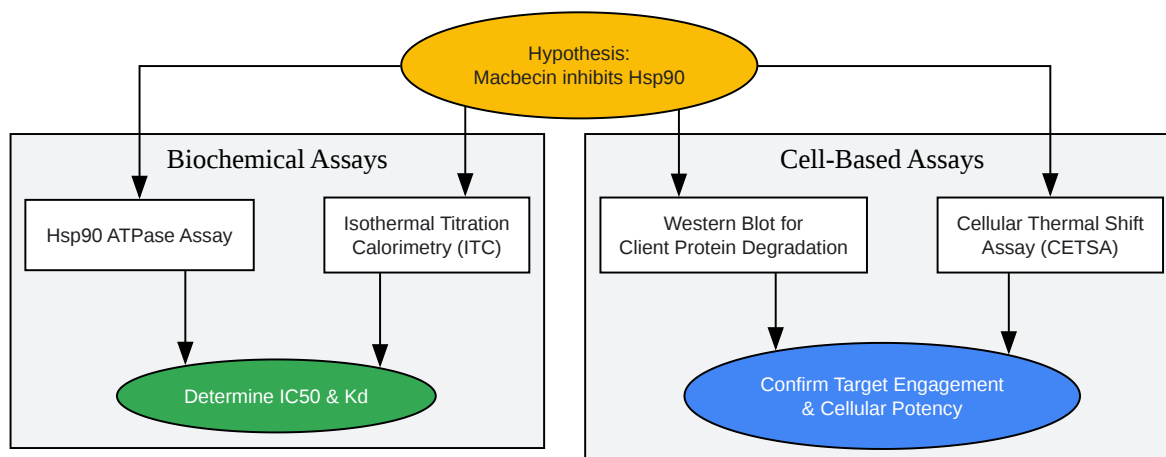 Hypothesis:
Macbecin inhibits Hsp90
Biochemical Assays
Cell-Based Assays
Hsp90 ATPase Assay
Isothermal Titration
Calorimetry (ITC)
Western Blot for
Client Protein Degradation
Cellular Thermal Shift
Assay (CETSA)
Determine IC50 & Kd
Confirm Target Engagement
& Cellular Potency